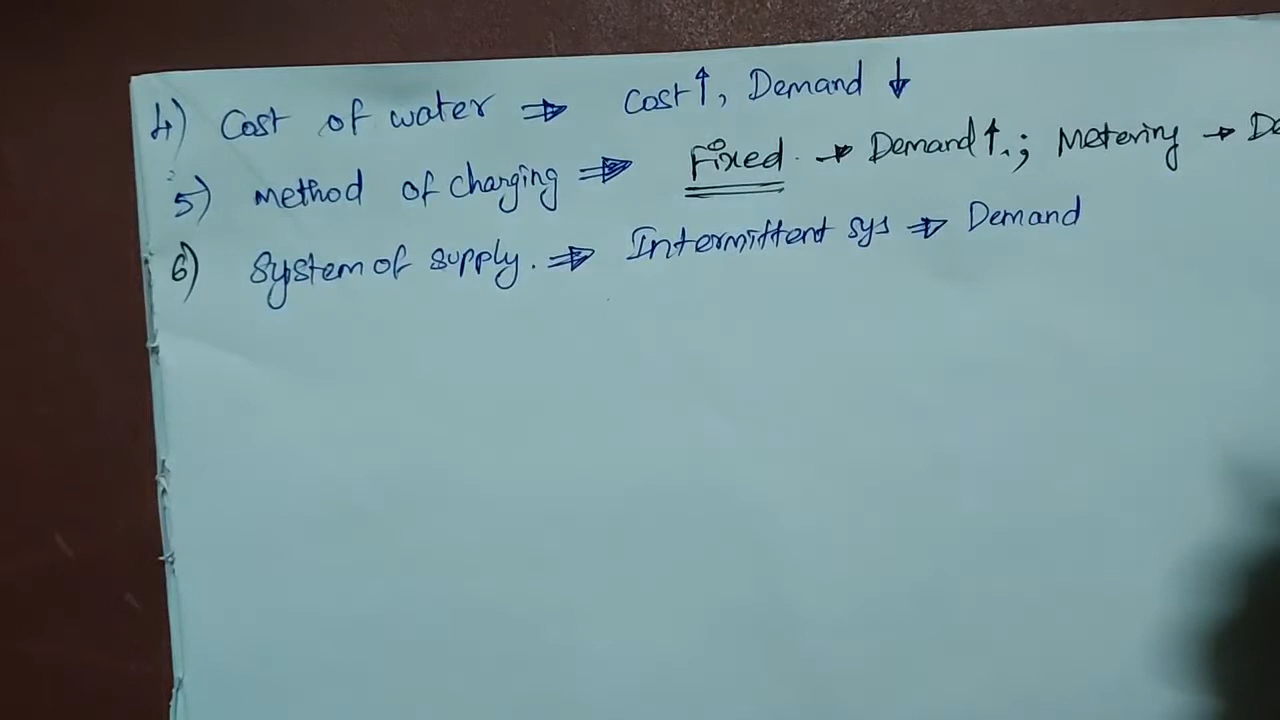 4) Cost of water ⇒ Cost ↑, Demand ↓
5) Method of charging ⇒ Fixed. → Demand ↑.; Metering → De
6) System of supply. ⇒ Intermittent sys ⇒ Demand